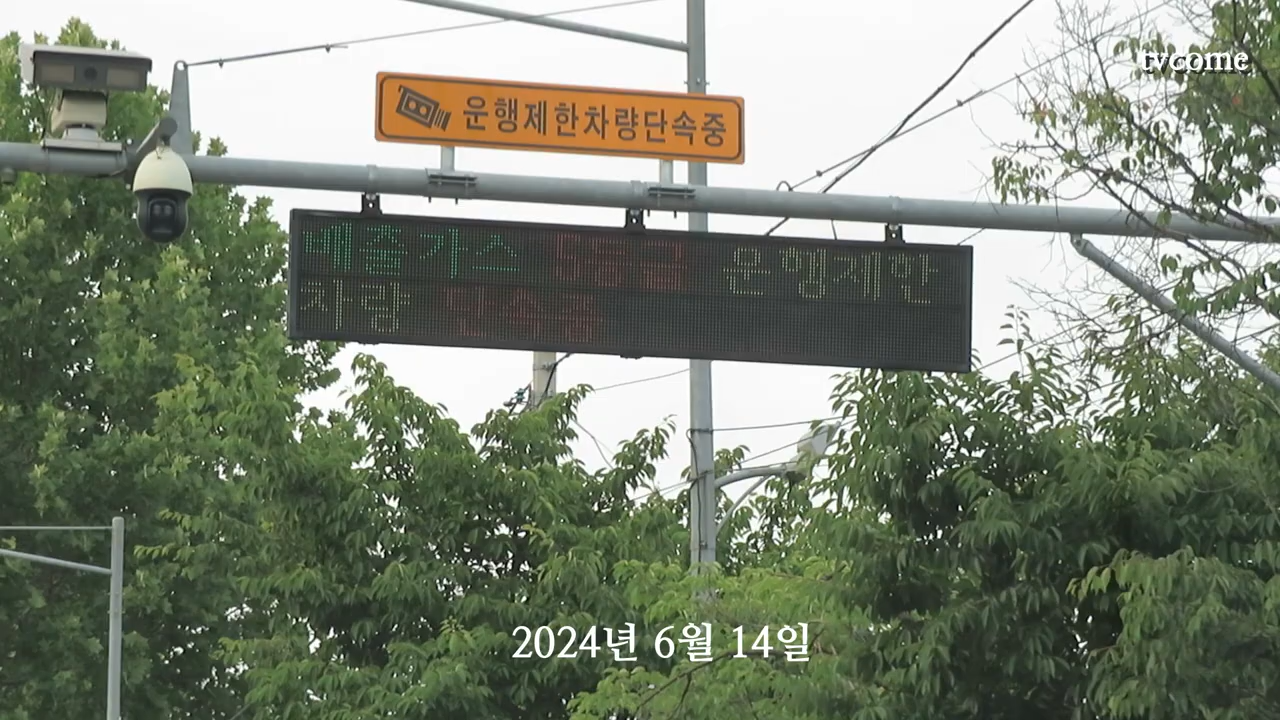 tvcome
운행제한차량단속중
배출가스 5등급 운행제한
차량 단속중
2024년 6월 14일